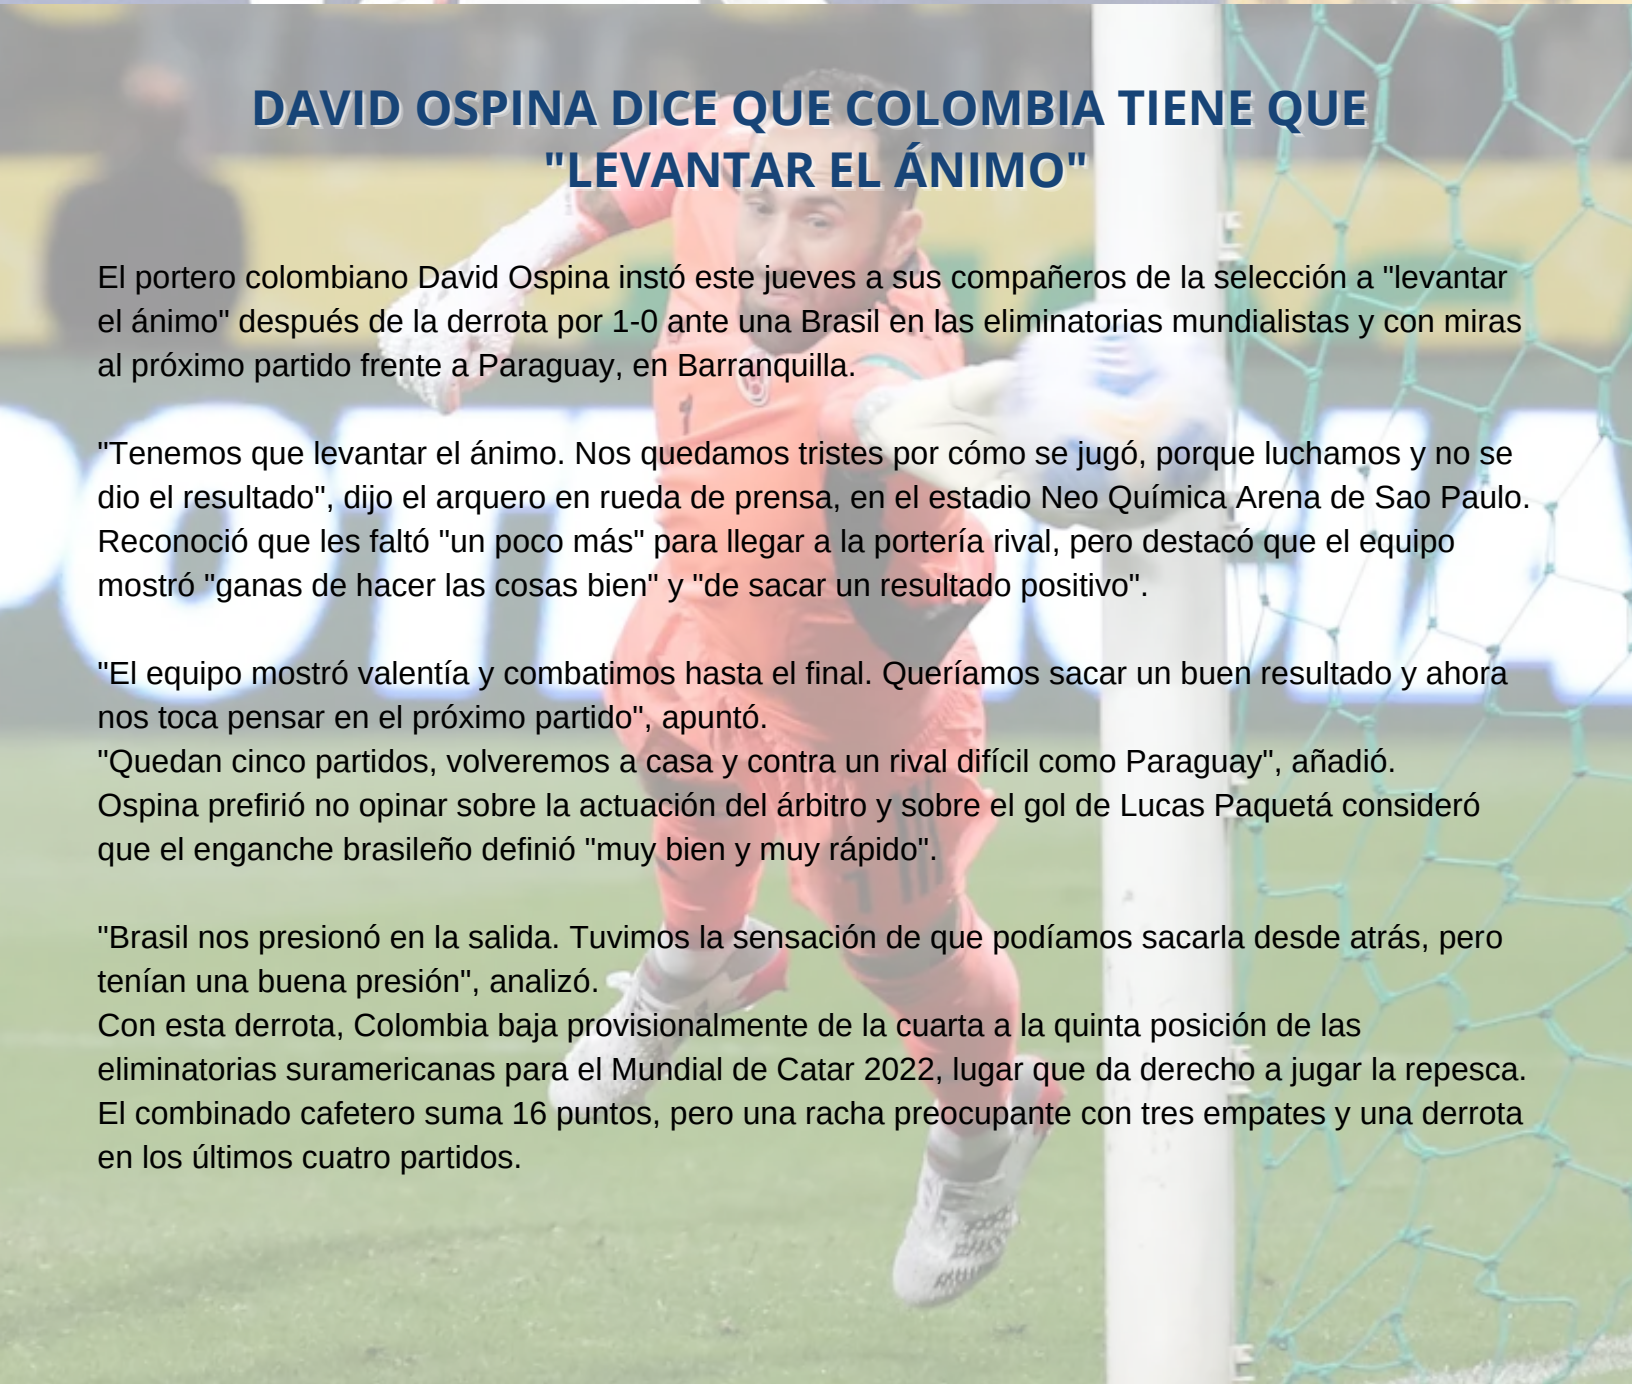 DAVID OSPINA DICE QUE COLOMBIA TIENE QUE
"LEVANTAR EL ÁNIMO"
El portero colombiano David Ospina instó este jueves a sus compañeros de la selección a "levantar
el ánimo" después de la derrota por 1-0 ante una Brasil en las eliminatorias mundialistas y con miras
al próximo partido frente a Paraguay, en Barranquilla.
"Tenemos que levantar el ánimo. Nos quedamos tristes por cómo se jugó, porque luchamos y no se
dio el resultado", dijo el arquero en rueda de prensa, en el estadio Neo Química Arena de Sao Paulo.
Reconoció que les faltó "un poco más" para llegar a la portería rival, pero destacó que el equipo
mostró "ganas de hacer las cosas bien" y "de sacar un resultado positivo".
"El equipo mostró valentía y combatimos hasta el final. Queríamos sacar un buen resultado y ahora
nos toca pensar en el próximo partido", apuntó.
"Quedan cinco partidos, volveremos a casa y contra un rival difícil como Paraguay", añadió.
Ospina prefirió no opinar sobre la actuación del árbitro y sobre el gol de Lucas Paquetá consideró
que el enganche brasileño definió "muy bien y muy rápido".
"Brasil nos presionó en la salida. Tuvimos la sensación de que podíamos sacarla desde atrás, pero
tenían una buena presión", analizó.
Con esta derrota, Colombia baja provisionalmente de la cuarta a la quinta posición de las
eliminatorias suramericanas para el Mundial de Catar 2022, lugar que da derecho a jugar la repesca.
El combinado cafetero suma 16 puntos, pero una racha preocupante con tres empates y una derrota
en los últimos cuatro partidos.
1
1